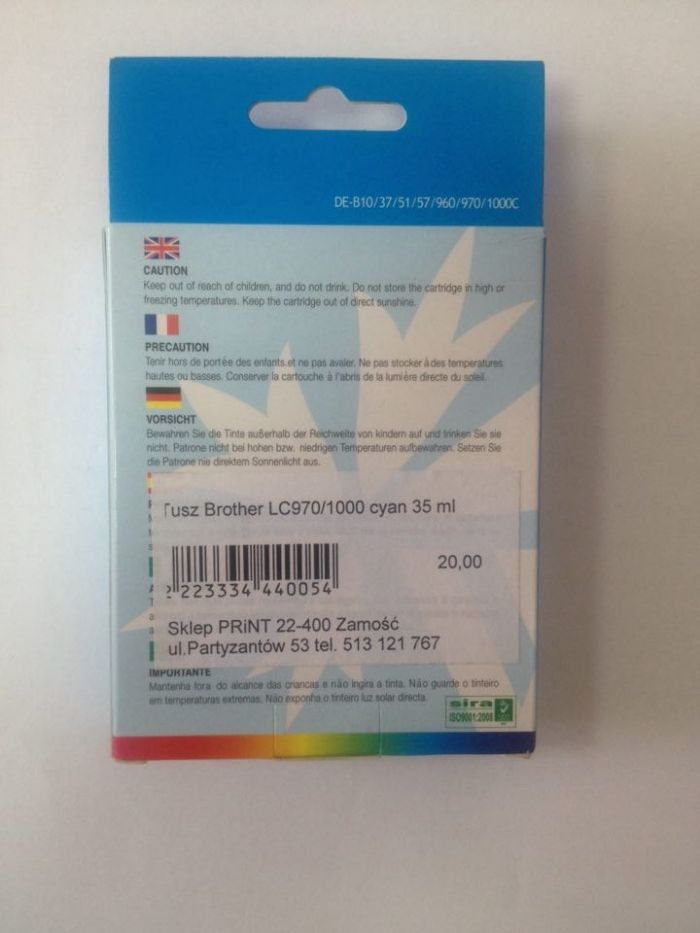 DE-B10/37/51/57/960/970/1000C
CAUTION
Keep out of reach of children, and do not drink. Do not store the cartridge in high or
freezing temperatures. Keep the cartridge out of direct sunshine.
PRECAUTION
Tenir hors de portée des enfants et ne pas avaler. Ne pas stocker à des temperatures
hautes ou basses. Conserver la cartouche à l'abris de la lumière directe du soleil.
VORSICHT
Bewahren Sie die Tinte außerhalb der Reichweite von kindern auf und trinken Sie sie
nicht. Patrone nicht bei hohen bzw. niedrigen Temperaturen aufbewahren. Setzen Sie
die Patrone nie direktem Sonnenlicht aus.
Tusz Brother LC970/1000 cyan 35 ml
20,00
2 223334 440054
Sklep PRiNT 22-400 Zamość
ul.Partyzantów 53 tel. 513 121 767
IMPORTANTE
Mantenha fora do alcance das criancas e não ingira a tinta. Não guarde o tinteiro
em temperaturas extremas. Não exponha o tinteiro luz solar directa.
sira
ISO9001:2008